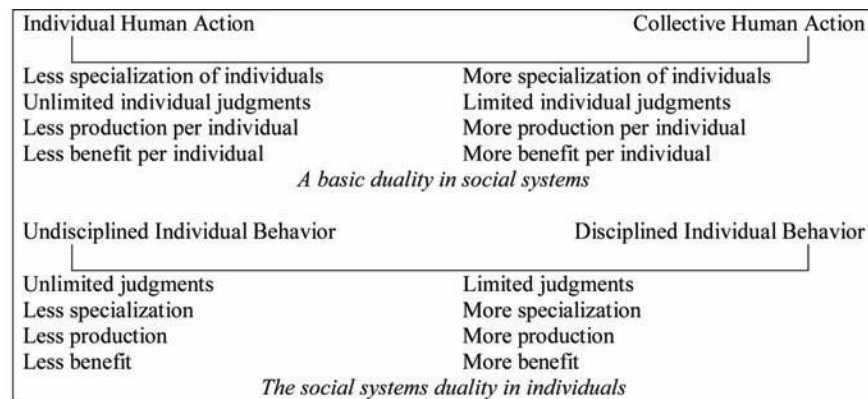 Individual Human Action Collective Human Action
Less specialization of individuals More specialization of individuals
Unlimited individual judgments Limited individual judgments
Less production per individual More production per individual
Less benefit per individual More benefit per individual
A basic duality in social systems
Undisciplined Individual Behavior Disciplined Individual Behavior
Unlimited judgments Limited judgments
Less specialization More specialization
Less production More production
Less benefit More benefit
The social systems duality in individuals